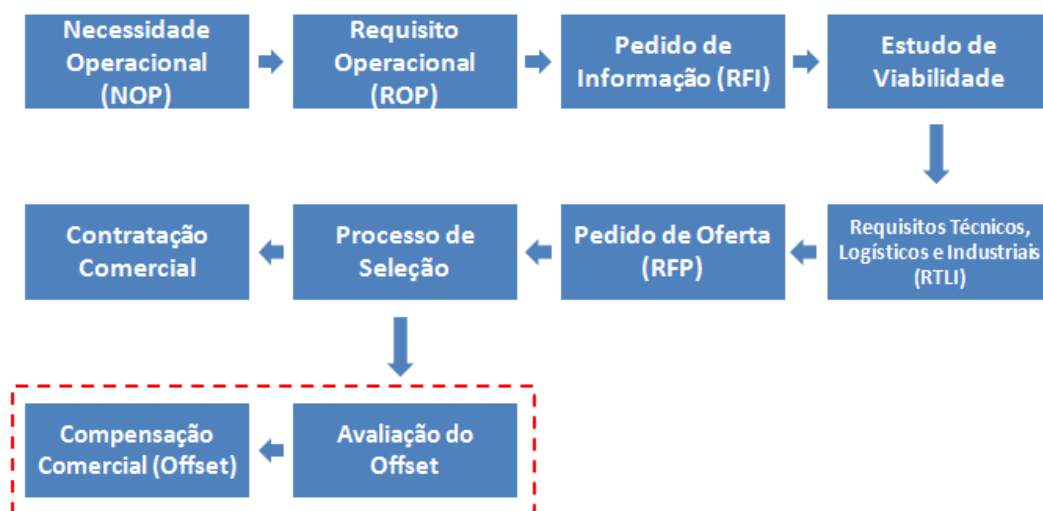 Necessidade
Operacional
(NOP)
Requisito
Operacional
(ROP)
Pedido de
Informação (RFI)
Estudo de
Viabilidade
Requisitos Técnicos,
Logísticos e Industriais
(RTLI)
Pedido de Oferta
(RFP)
Processo de
Seleção
Contratação
Comercial
Avaliação do
Offset
Compensação
Comercial (Offset)